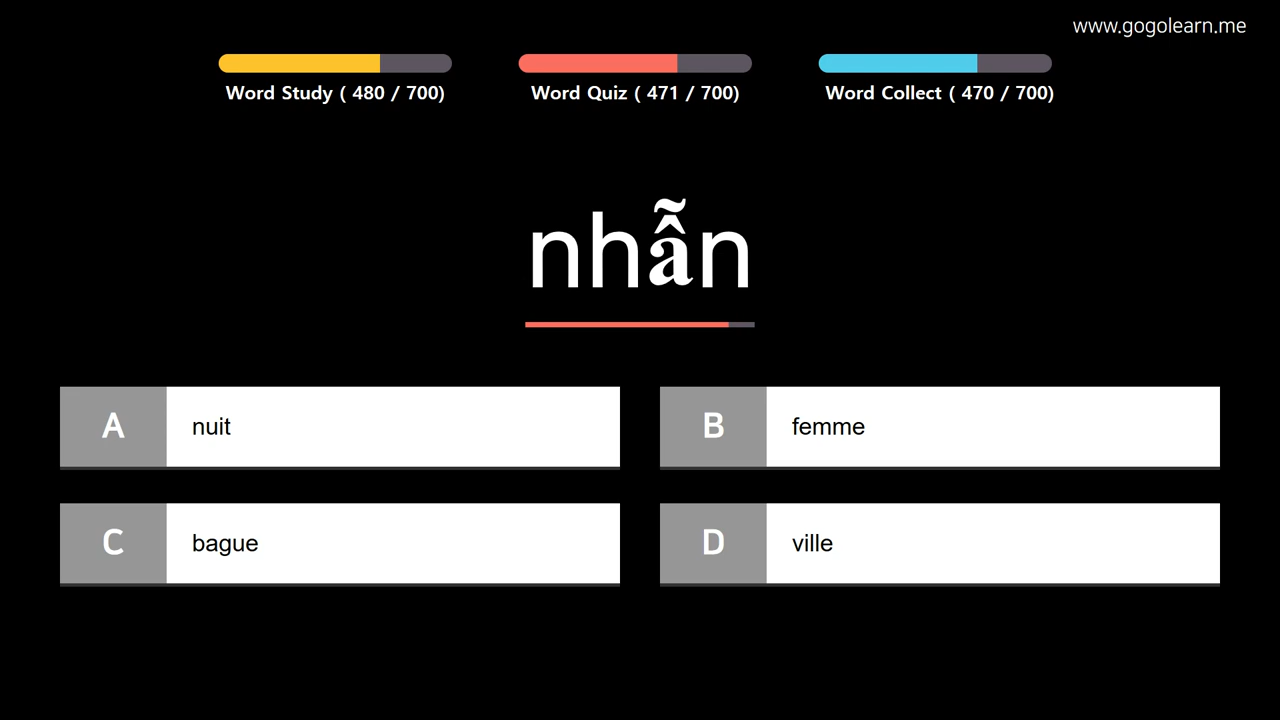 www.gogolearn.me
Word Study ( 480 / 700)
Word Quiz ( 471 / 700)
Word Collect ( 470 / 700)
nhẫn
A nuit
B femme
C bague
D ville